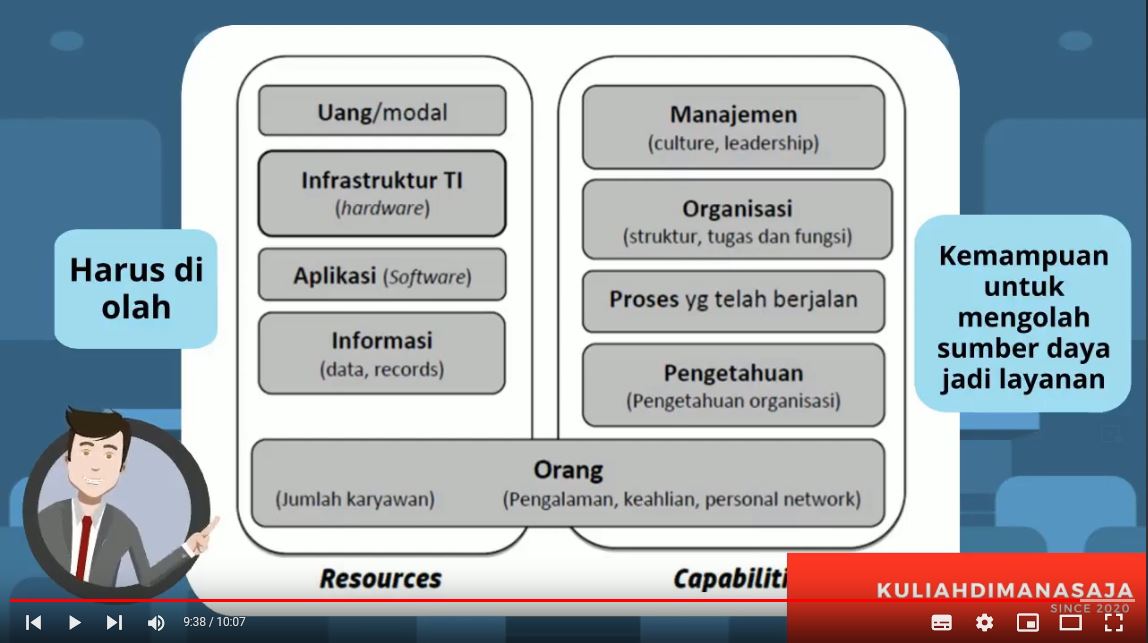 Uang/modal
Infrastruktur TI
(hardware)
Aplikasi (Software)
Informasi
(data, records)
Manajemen
(culture, leadership)
Organisasi
(struktur, tugas dan fungsi)
Proses yg telah berjalan
Pengetahuan
(Pengetahuan organisasi)
Orang
(Jumlah karyawan) (Pengalaman, keahlian, personal network)
Resources
Capabiliti
Harus di
olah
Kemampuan
untuk
mengolah
sumber daya
jadi layanan
KULIAHDIMANASAJA
SINCE 2020
9:38 / 10:07